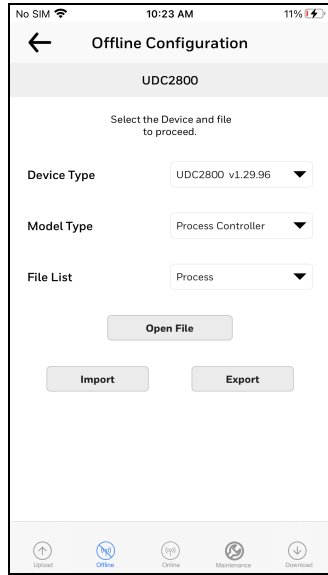 No SIM 10:23 AM 11%
Offline Configuration
UDC2800
Select the Device and file
to proceed.
Device Type UDC2800 v1.29.96
Model Type Process Controller
File List Process
Open File
Import Export
Upload Offline Online Maintenance Download